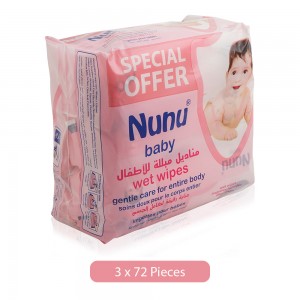 SPECIAL
OFFER
Nunu
baby
مناديل مبللة للأطفال
wet wipes
gentle care for entire body
soins doux pour le corps entier
Nunu
3 x 72 Pieces